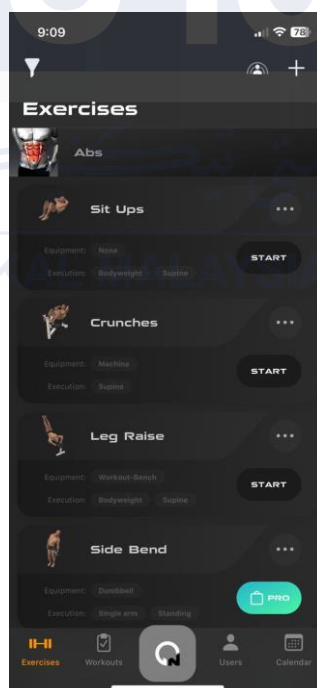 9:09 78
Exercises
Abs
Sit Ups
Equipment: None
START
Execution: Bodyweight Supine
Crunches
Equipment: Machine
START
Execution: Supine
Leg Raise
Equipment: Workout-Bench
START
Execution: Bodyweight Supine
Side Bend
Equipment: Dumbbell
PRO
Execution: Single arm Standing
Exercises Workouts Users Calendar